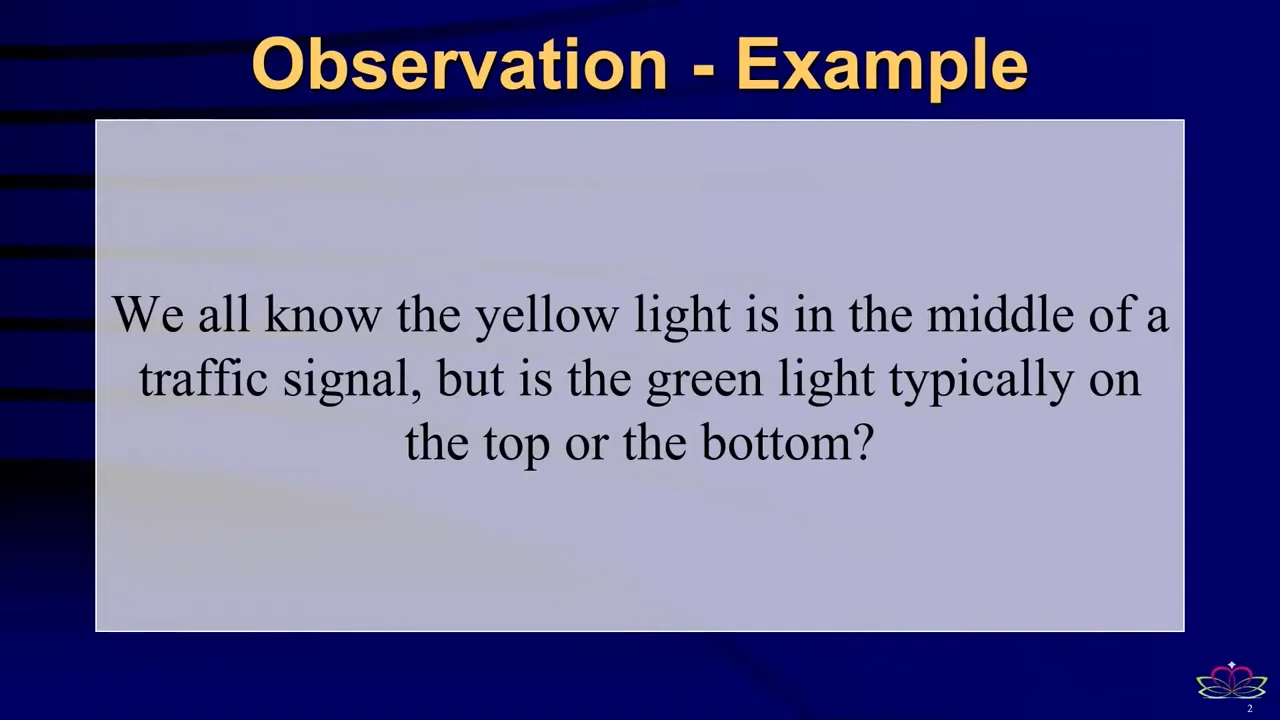 Observation - Example
We all know the yellow light is in the middle of a
traffic signal, but is the green light typically on
the top or the bottom?
2